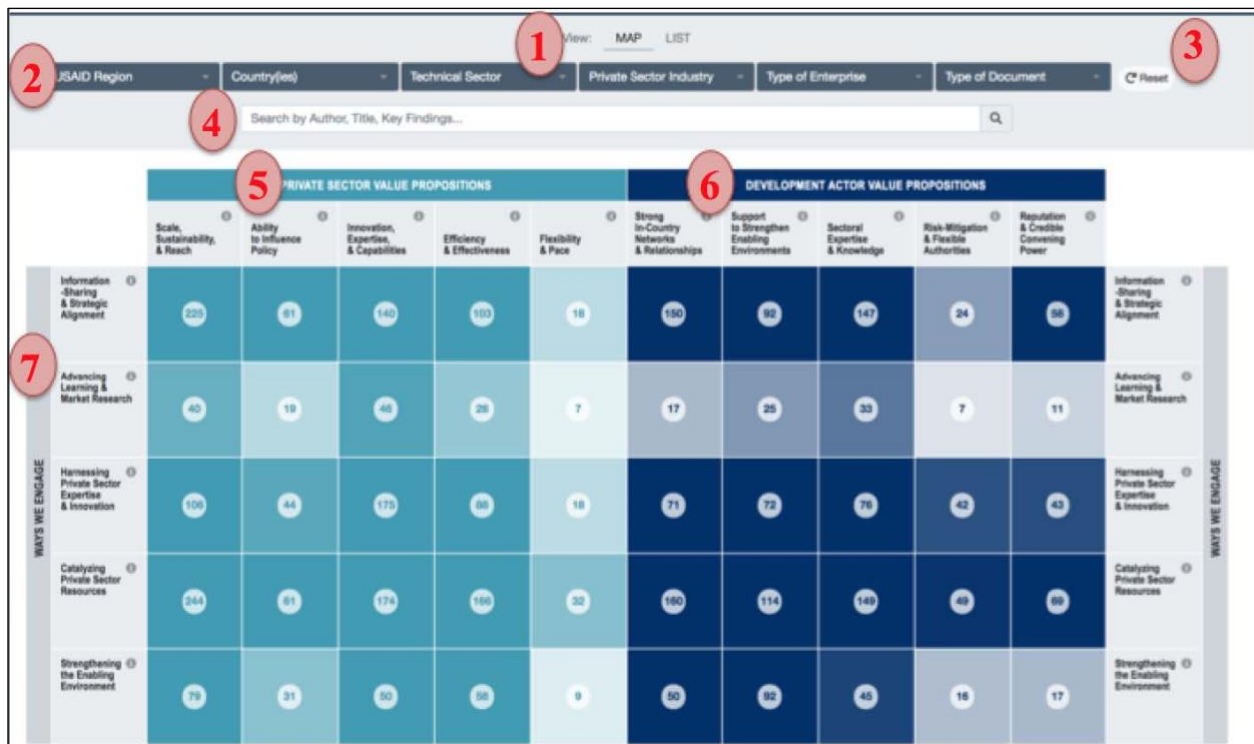 1
View: MAP LIST
3
2
USAID Region
Country(ies)
Technical Sector
Private Sector Industry
Type of Enterprise
Type of Document
Reset
4
Search by Author, Title, Key Findings...
5
PRIVATE SECTOR VALUE PROPOSITIONS
6
DEVELOPMENT ACTOR VALUE PROPOSITIONS
Scale,
Sustainability,
& Reach
Ability
to Influence
Policy
Innovation,
Expertise,
& Capabilities
Efficiency
& Effectiveness
Flexibility
& Pace
Strong
In-Country
Networks
& Relationships
Support
to Strengthen
Enabling
Environments
Sectoral
Expertise
& Knowledge
Risk-Mitigation
& Flexible
Authorities
Reputation
& Credible
Convening
Power
7
WAYS WE ENGAGE
Information
-Sharing
& Strategic
Alignment
225 61 140 103 18 150 92 147 24 58
Information
-Sharing
& Strategic
Alignment
Advancing
Learning &
Market Research
40 19 46 26 7 17 25 33 7 11
Advancing
Learning &
Market Research
Harnessing
Private Sector
Expertise
& Innovation
106 44 175 88 18 71 72 76 42 43
Harnessing
Private Sector
Expertise
& Innovation
Catalyzing
Private Sector
Resources
244 61 174 166 32 160 114 149 49 69
Catalyzing
Private Sector
Resources
Strengthening
the Enabling
Environment
79 31 50 58 9 50 92 45 16 17
Strengthening
the Enabling
Environment
WAYS WE ENGAGE